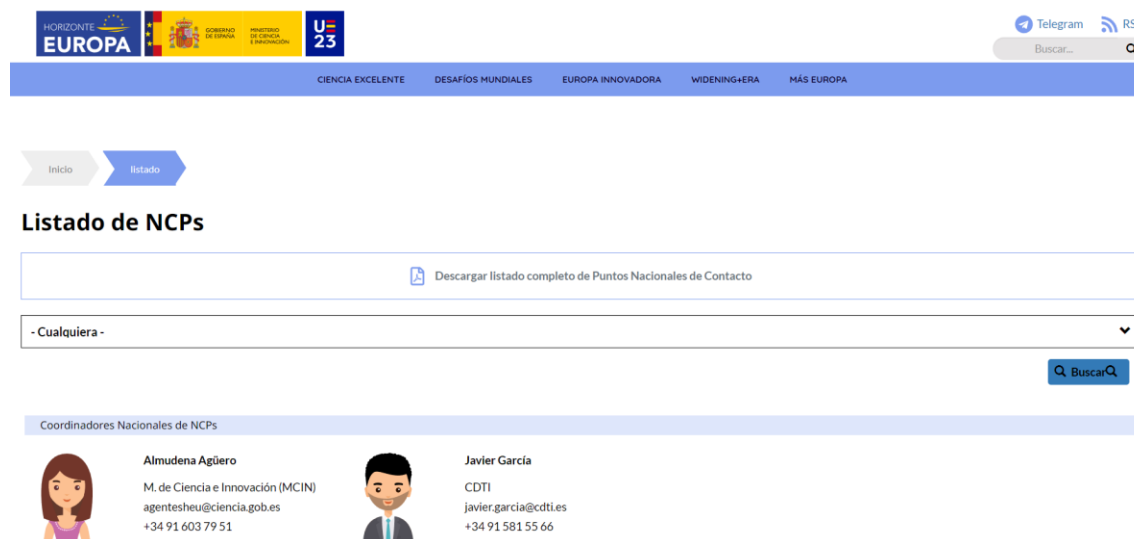 HORIZONTE
EUROPA
GOBIERNO
DE ESPAÑA
MINISTERIO
DE CIENCIA
E INNOVACIÓN
UE
23
Telegram
RS
Buscar...
CIENCIA EXCELENTE DESAFÍOS MUNDIALES EUROPA INNOVADORA WIDENING+ERA MÁS EUROPA
Inicio listado
Listado de NCPs
Descargar listado completo de Puntos Nacionales de Contacto
- Cualquiera -
Buscar
Coordinadores Nacionales de NCPs
Almudena Agüero
M. de Ciencia e Innovación (MCIN)
agentesheu@ciencia.gob.es
+34 91 603 79 51
Javier García
CDTI
javier.garcia@cdti.es
+34 91 581 55 66